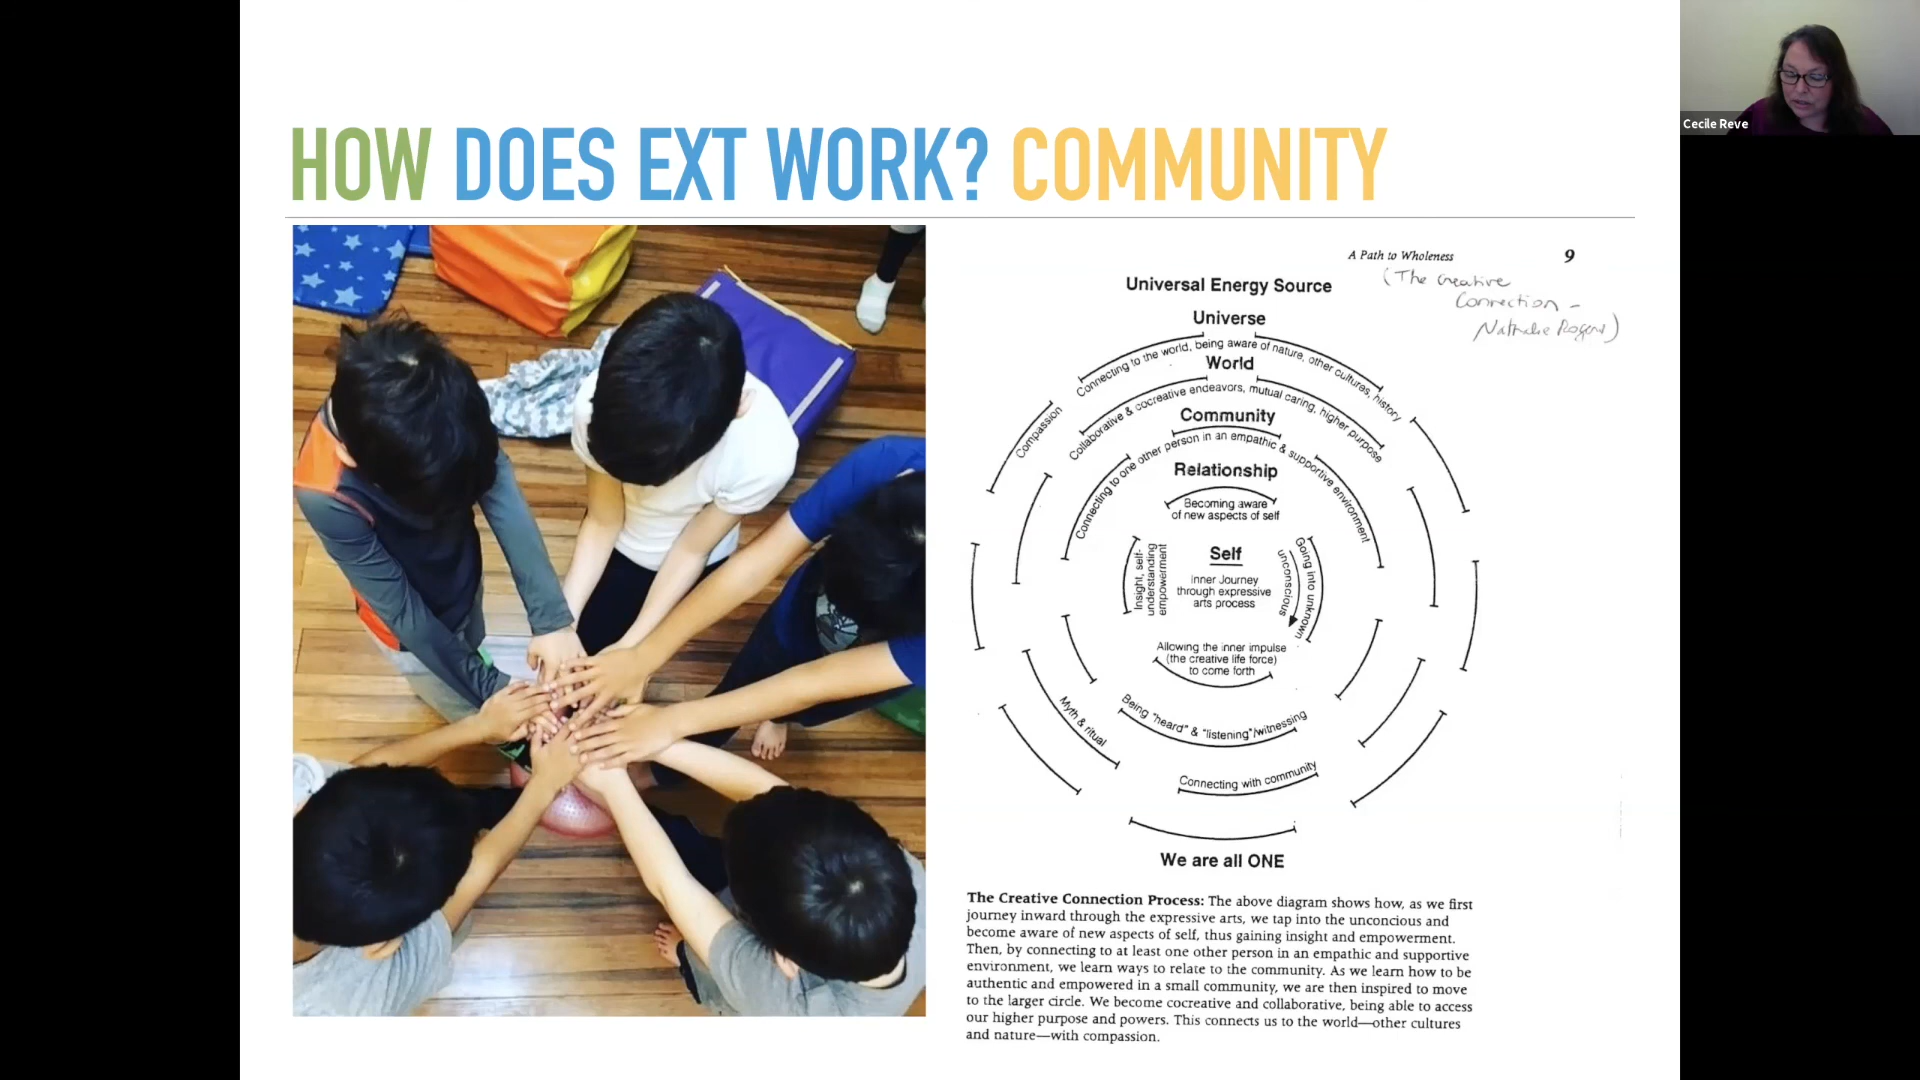 HOW DOES EXT WORK? COMMUNITY
Cecile Reve
A Path to Wholeness 9
(The Creative
Connection -
Nathalie Rogers)
Universal Energy Source
Universe
Connecting to the world, being aware of nature, other cultures, history
World
Compassion
Collaborative & cocreative endeavors, mutual caring, higher purpose
Community
Connecting to one other person in an empathic & supportive environment
Relationship
Becoming aware
of new aspects of self
Insight, self-
understanding
empowerment
Self
Inner Journey
through expressive
arts process
Going into unknown
unconscious
Allowing the inner impulse
(the creative life force)
to come forth
Being "heard" & "listening"/witnessing
Myth & ritual
Connecting with community
We are all ONE
The Creative Connection Process: The above diagram shows how, as we first
journey inward through the expressive arts, we tap into the unconcious and
become aware of new aspects of self, thus gaining insight and empowerment.
Then, by connecting to at least one other person in an empathic and supportive
environment, we learn ways to relate to the community. As we learn how to be
authentic and empowered in a small community, we are then inspired to move
to the larger circle. We become cocreative and collaborative, being able to access
our higher purpose and powers. This connects us to the world—other cultures
and nature—with compassion.